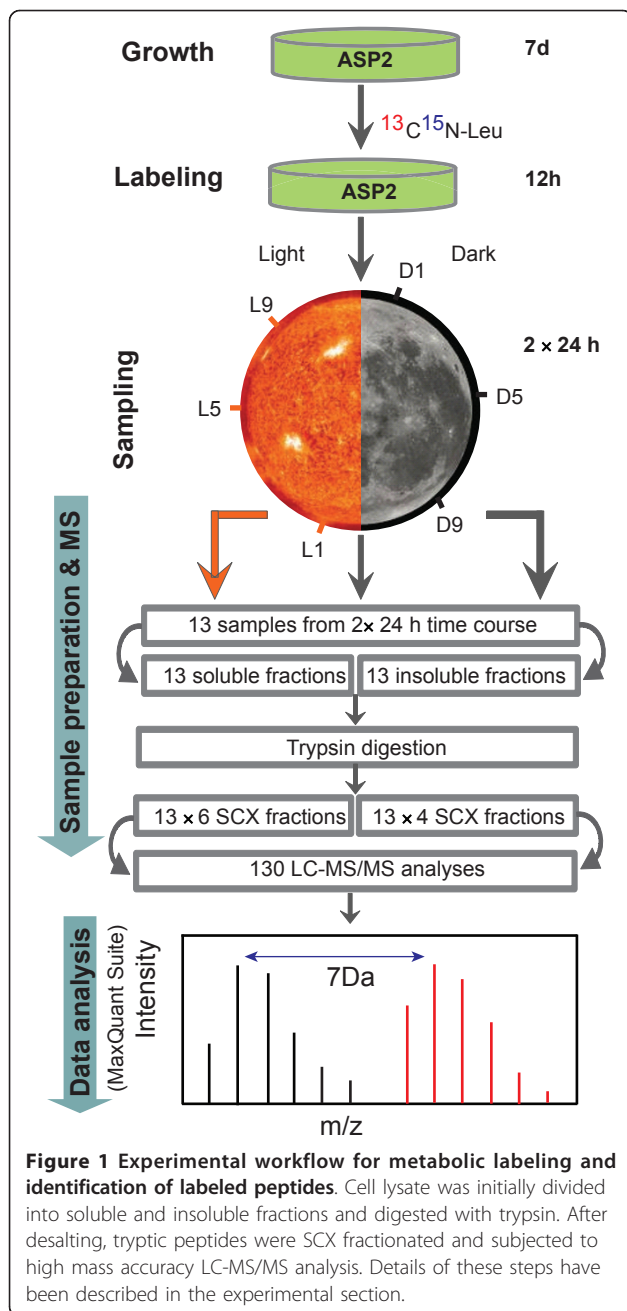 Growth
ASP2
7d
13C15N-Leu
Labeling
ASP2
12h
Light
Dark
D1
L9
2 × 24 h
Sampling
L5
D5
L1
D9
Sample preparation & MS
13 samples from 2× 24 h time course
13 soluble fractions
13 insoluble fractions
Trypsin digestion
13 × 6 SCX fractions
13 × 4 SCX fractions
130 LC-MS/MS analyses
Data analysis
(MaxQuant Suite)
Intensity
7Da
m/z
Figure 1 Experimental workflow for metabolic labeling and
identification of labeled peptides. Cell lysate was initially divided
into soluble and insoluble fractions and digested with trypsin. After
desalting, tryptic peptides were SCX fractionated and subjected to
high mass accuracy LC-MS/MS analysis. Details of these steps have
been described in the experimental section.